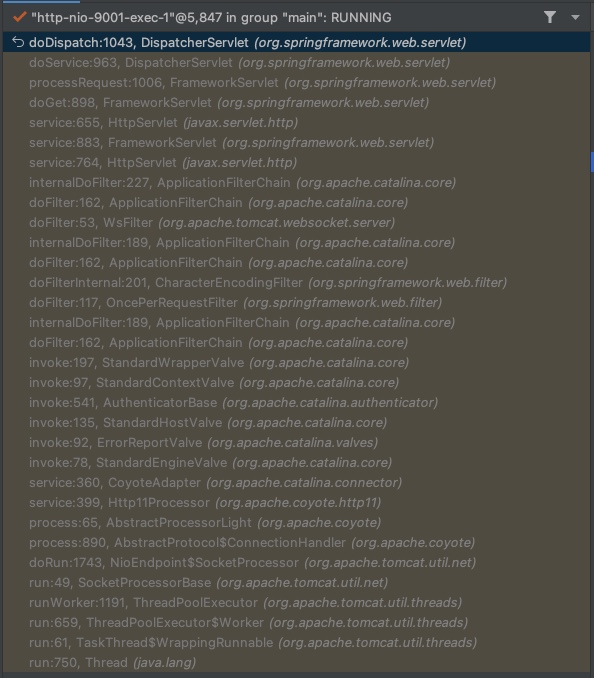 "http-nio-9001-exec-1"@5,847 in group "main": RUNNING
doDispatch:1043, DispatcherServlet (org.springframework.web.servlet)
doService:963, DispatcherServlet (org.springframework.web.servlet)
processRequest:1006, FrameworkServlet (org.springframework.web.servlet)
doGet:898, FrameworkServlet (org.springframework.web.servlet)
service:655, HttpServlet (javax.servlet.http)
service:883, FrameworkServlet (org.springframework.web.servlet)
service:764, HttpServlet (javax.servlet.http)
internalDoFilter:227, ApplicationFilterChain (org.apache.catalina.core)
doFilter:162, ApplicationFilterChain (org.apache.catalina.core)
doFilter:53, WsFilter (org.apache.tomcat.websocket.server)
internalDoFilter:189, ApplicationFilterChain (org.apache.catalina.core)
doFilter:162, ApplicationFilterChain (org.apache.catalina.core)
doFilterInternal:201, CharacterEncodingFilter (org.springframework.web.filter)
doFilter:117, OncePerRequestFilter (org.springframework.web.filter)
internalDoFilter:189, ApplicationFilterChain (org.apache.catalina.core)
doFilter:162, ApplicationFilterChain (org.apache.catalina.core)
invoke:197, StandardWrapperValve (org.apache.catalina.core)
invoke:97, StandardContextValve (org.apache.catalina.core)
invoke:541, AuthenticatorBase (org.apache.catalina.authenticator)
invoke:135, StandardHostValve (org.apache.catalina.core)
invoke:92, ErrorReportValve (org.apache.catalina.valves)
invoke:78, StandardEngineValve (org.apache.catalina.core)
service:360, CoyoteAdapter (org.apache.catalina.connector)
service:399, Http11Processor (org.apache.coyote.http11)
process:65, AbstractProcessorLight (org.apache.coyote)
process:890, AbstractProtocol$ConnectionHandler (org.apache.coyote)
doRun:1743, NioEndpoint$SocketProcessor (org.apache.tomcat.util.net)
run:49, SocketProcessorBase (org.apache.tomcat.util.net)
runWorker:1191, ThreadPoolExecutor (org.apache.tomcat.util.threads)
run:659, ThreadPoolExecutor$Worker (org.apache.tomcat.util.threads)
run:61, TaskThread$WrappingRunnable (org.apache.tomcat.util.threads)
run:750, Thread (java.lang)